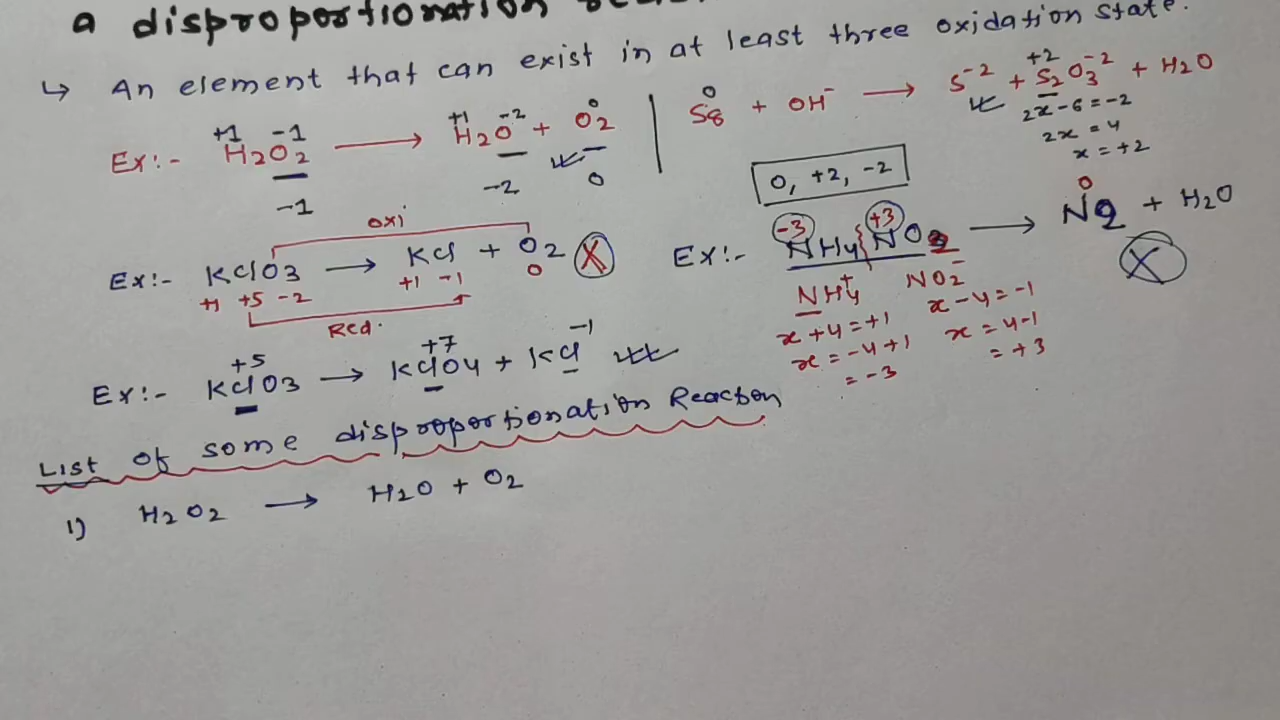 a disproportionation
↳ An element that can exist in at least three oxidation state.
Ex:- H2O2 → H2O + O2
+1 -1 +1 -2 0
-1 -2 0
S8 + OH- → S-2 + S2O3-2 + H2O
0 +2
2x-6=-2
2x=4
x=+2
0, +2, -2
oxi
Ex:- KClO3 → KCl + O2 X
+1 +5 -2 +1 -1 0
Red.
Ex:- NH4 NO2 → N2 + H2O
-3 +3 0
X
NH4+ NO2-
x+4=+1 x-4=-1
x=-4+1 x=4-1
=-3 =+3
Ex:- KClO3 → KClO4 + KCl
+5 +7 -1
List of some disproportionation Reacton
1) H2O2 → H2O + O2